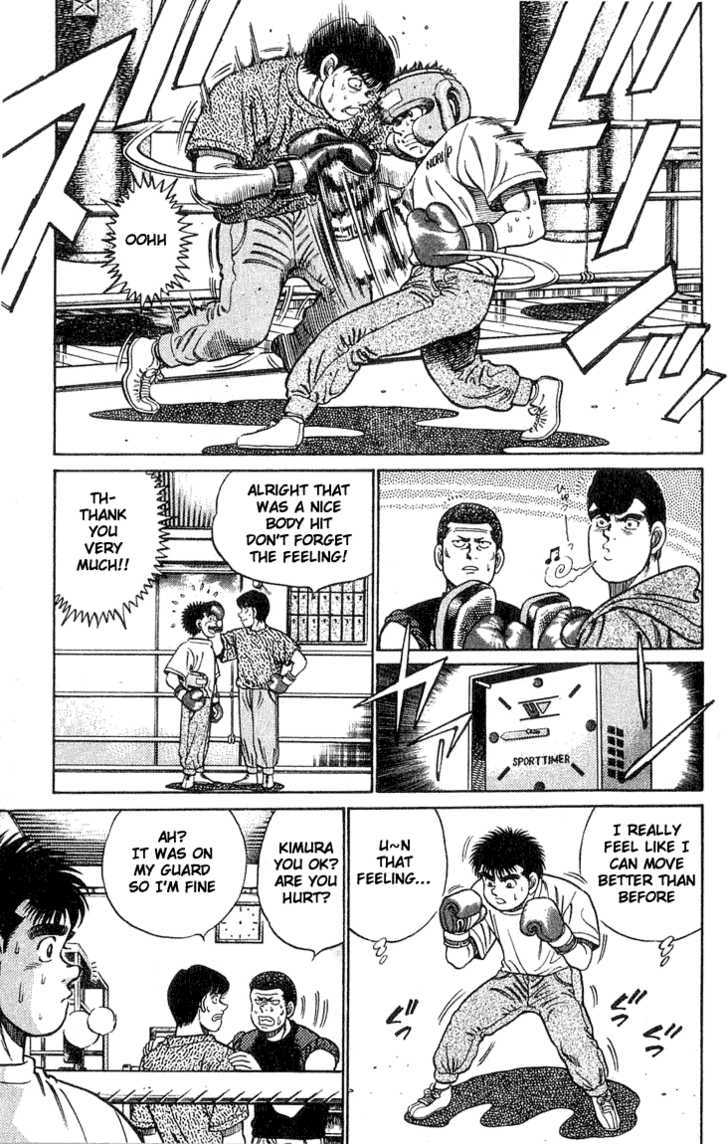 OOHH
ひゅ〜
ALRIGHT THAT
WAS A NICE
BODY HIT
DON'T FORGET
THE FEELING!
TH-
THANK
YOU
VERY
MUCH!!
SPORTTIMER
I REALLY
FEEL LIKE I
CAN MOVE
BETTER THAN
BEFORE
U~N
THAT
FEELING...
KIMURA
YOU OK?
ARE YOU
HURT?
AH?
IT WAS ON
MY GUARD
SO I'M FINE